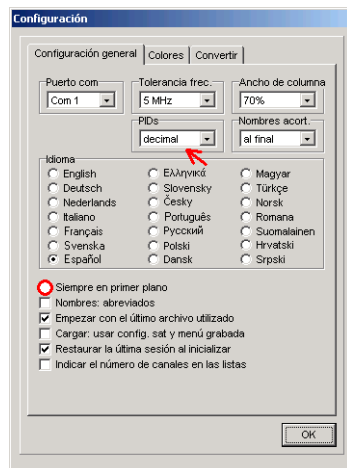 Configuración
Configuración general Colores Convertir
Puerto com Tolerancia frec. Ancho de columna
Com 1 5 MHz 70%
PIDs Nombres acort.
decimal al final
Idioma
English Ελληνικά Magyar
Deutsch Slovensky Türkçe
Nederlands Česky Norsk
Italiano Português Romana
Français Русский Suomalainen
Svenska Polski Hrvatski
Español Dansk Srpski
Siempre en primer plano
Nombres: abreviados
Empezar con el último archivo utilizado
Cargar: usar config. sat y menú grabada
Restaurar la última sesión al inicializar
Indicar el número de canales en las listas
OK